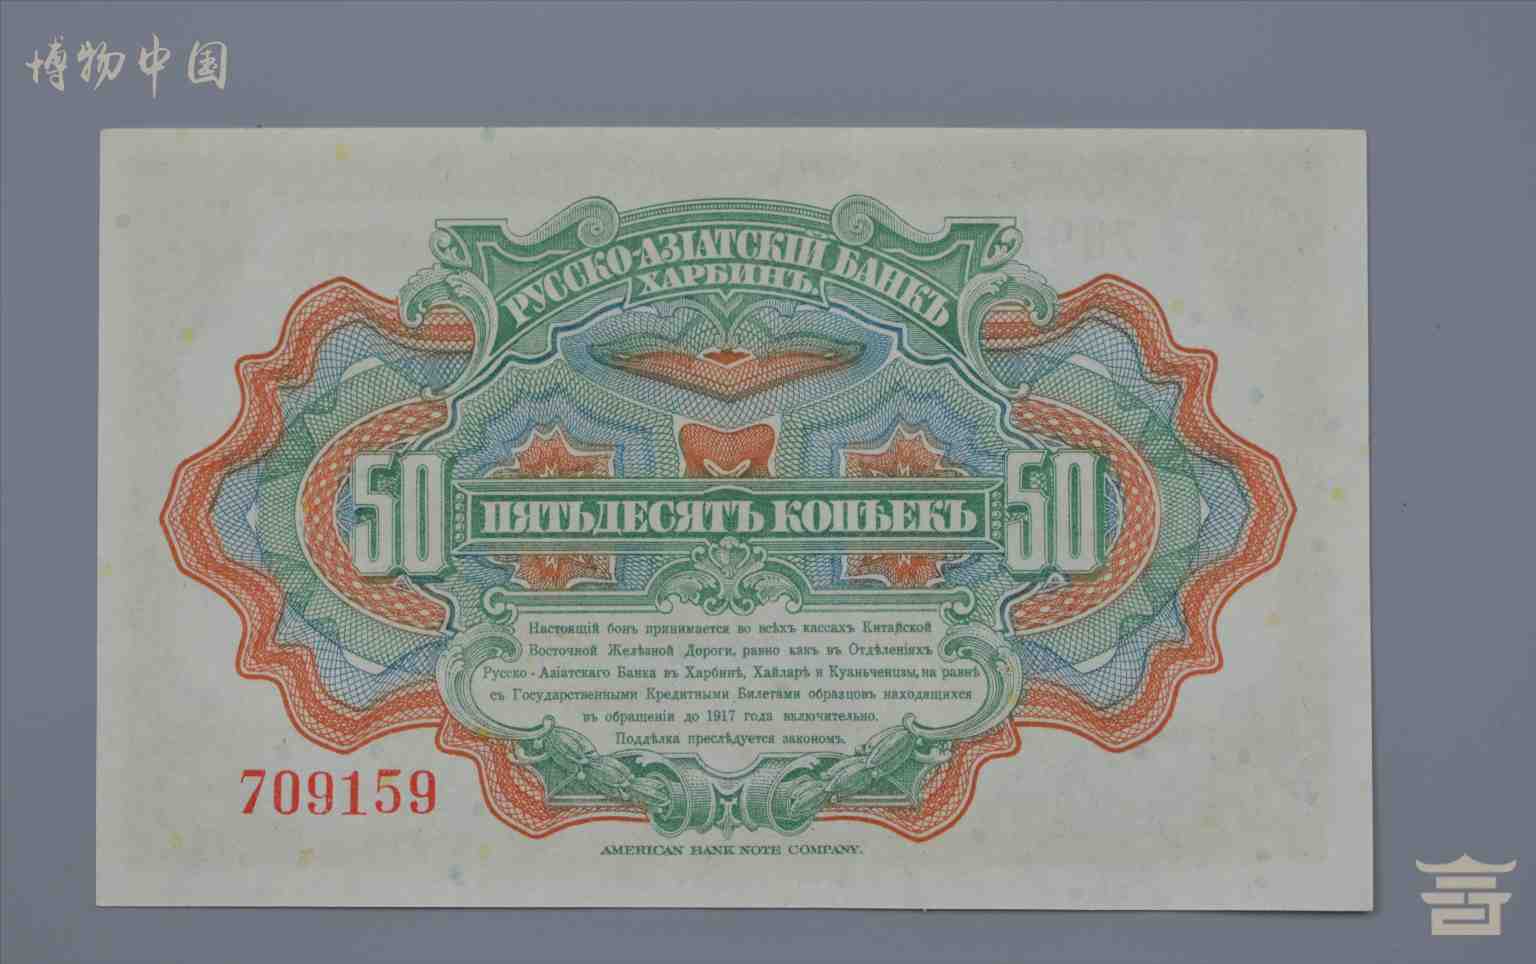 博物中国
РУССКО-АЗІАТСКІЙ БАНКЪ
ХАРБИНЪ.
50 50
ПЯТЬДЕСЯТЪ КОПѢЕКЪ
Настоящій бонъ принимается во всѣхъ кассахъ Китайской
Восточной Желѣзной Дороги, равно какъ въ Отдѣленіяхъ
Русско-Азіатскаго Банка въ Харбинѣ, Хайларѣ и Куаньченцзы, на равнѣ
съ Государственными Кредитными Билетами образцовъ находящихся
въ обращеніи до 1917 года включительно.
Поддѣлка преслѣдуется закономъ.
709159
AMERICAN BANK NOTE COMPANY.